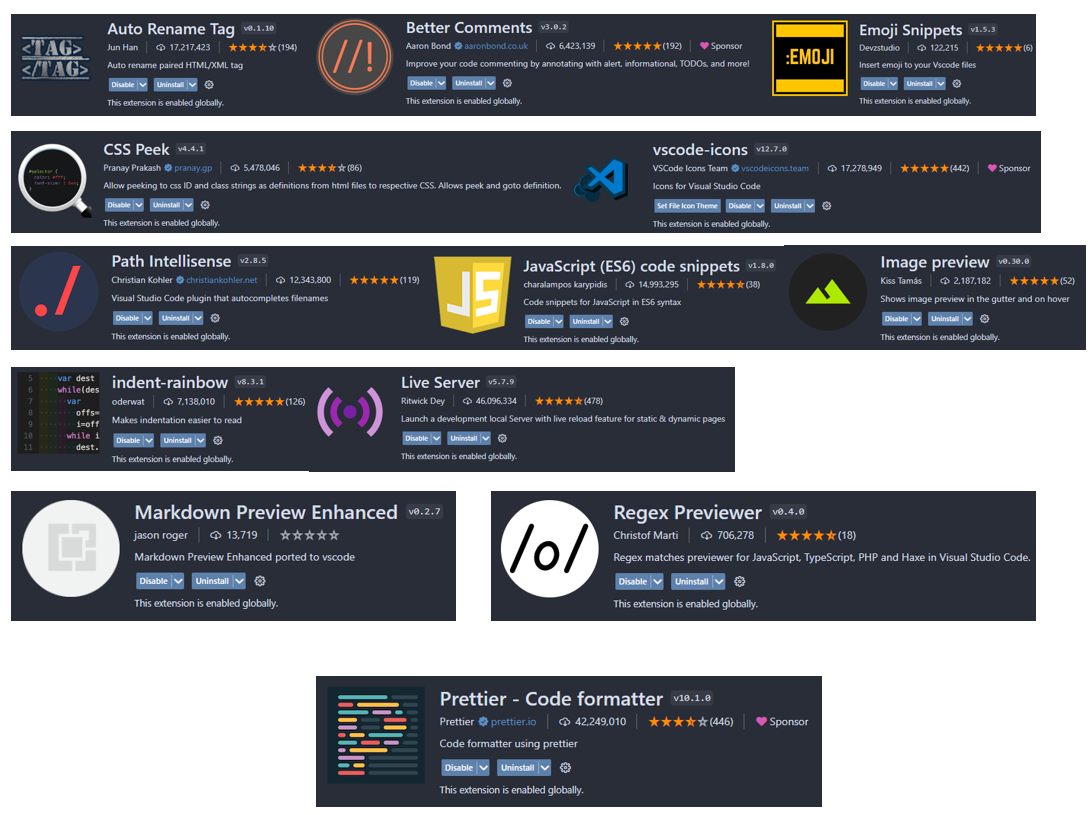 <TAG>
</TAG>
Auto Rename Tag v0.1.10
Jun Han 17,217,423 (194)
Auto rename paired HTML/XML tag
Disable Uninstall
This extension is enabled globally.
//!
Better Comments v3.0.2
Aaron Bond aaronbond.co.uk 6,423,139 (192) Sponsor
Improve your code commenting by annotating with alert, informational, TODOs, and more!
Disable Uninstall
This extension is enabled globally.
:EMOJI
Emoji Snippets v1.5.3
Devzstudio 122,215 (6)
Insert emoji to your Vscode files
Disable Uninstall
This extension is enabled globally.
#selector {
color: #fff;
CSS Peek v4.4.1
Pranay Prakash pranay.gp 5,478,046 (86)
Allow peeking to css ID and class strings as definitions from html files to respective CSS. Allows peek and goto definition.
Disable Uninstall
This extension is enabled globally.
vscode-icons v12.7.0
VSCode Icons Team vscodeicons.team 17,278,949 (442) Sponsor
Icons for Visual Studio Code
Set File Icon Theme Disable Uninstall
This extension is enabled globally.
./
Path Intellisense v2.8.5
Christian Kohler christiankohler.net 12,343,800 (119)
Visual Studio Code plugin that autocompletes filenames
Disable Uninstall
This extension is enabled globally.
JS
JavaScript (ES6) code snippets v1.8.0
charalampos karypidis 14,993,295 (38)
Code snippets for JavaScript in ES6 syntax
Disable Uninstall
This extension is enabled globally.
Image preview v0.30.0
Kiss Tamás 2,187,182 (52)
Shows image preview in the gutter and on hover
Disable Uninstall
This extension is enabled globally.
5 var dest
6 while(des
7 var
8 offs=
9 i=off
10 while i
11 dest.
indent-rainbow v8.3.1
oderwat 7,138,010 (126)
Makes indentation easier to read
Disable Uninstall
This extension is enabled globally.
Live Server v5.7.9
Ritwick Dey 46,096,334 (478)
Launch a development local Server with live reload feature for static & dynamic pages
Disable Uninstall
This extension is enabled globally.
Markdown Preview Enhanced v0.2.7
jason roger 13,719
Markdown Preview Enhanced ported to vscode
Disable Uninstall
This extension is enabled globally.
/o/
Regex Previewer v0.4.0
Christof Marti 706,278 (18)
Regex matches previewer for JavaScript, TypeScript, PHP and Haxe in Visual Studio Code.
Disable Uninstall
This extension is enabled globally.
Prettier - Code formatter v10.1.0
Prettier prettier.io 42,249,010 (446) Sponsor
Code formatter using prettier
Disable Uninstall
This extension is enabled globally.